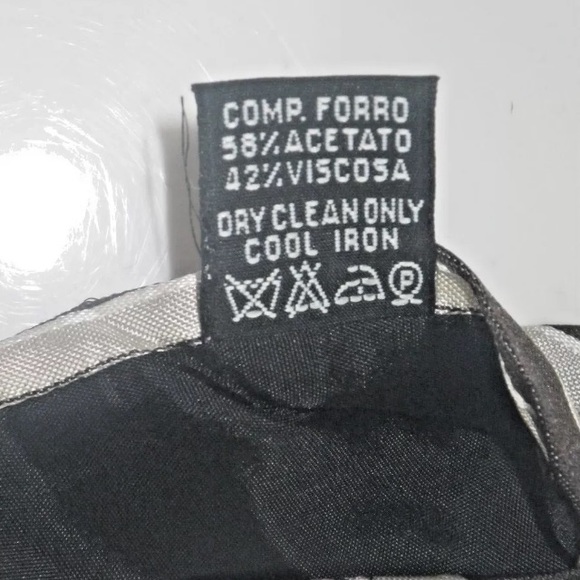 COMP. FORRO
58% ACETATO
42% VISCOSA
DRY CLEAN ONLY
COOL IRON
P